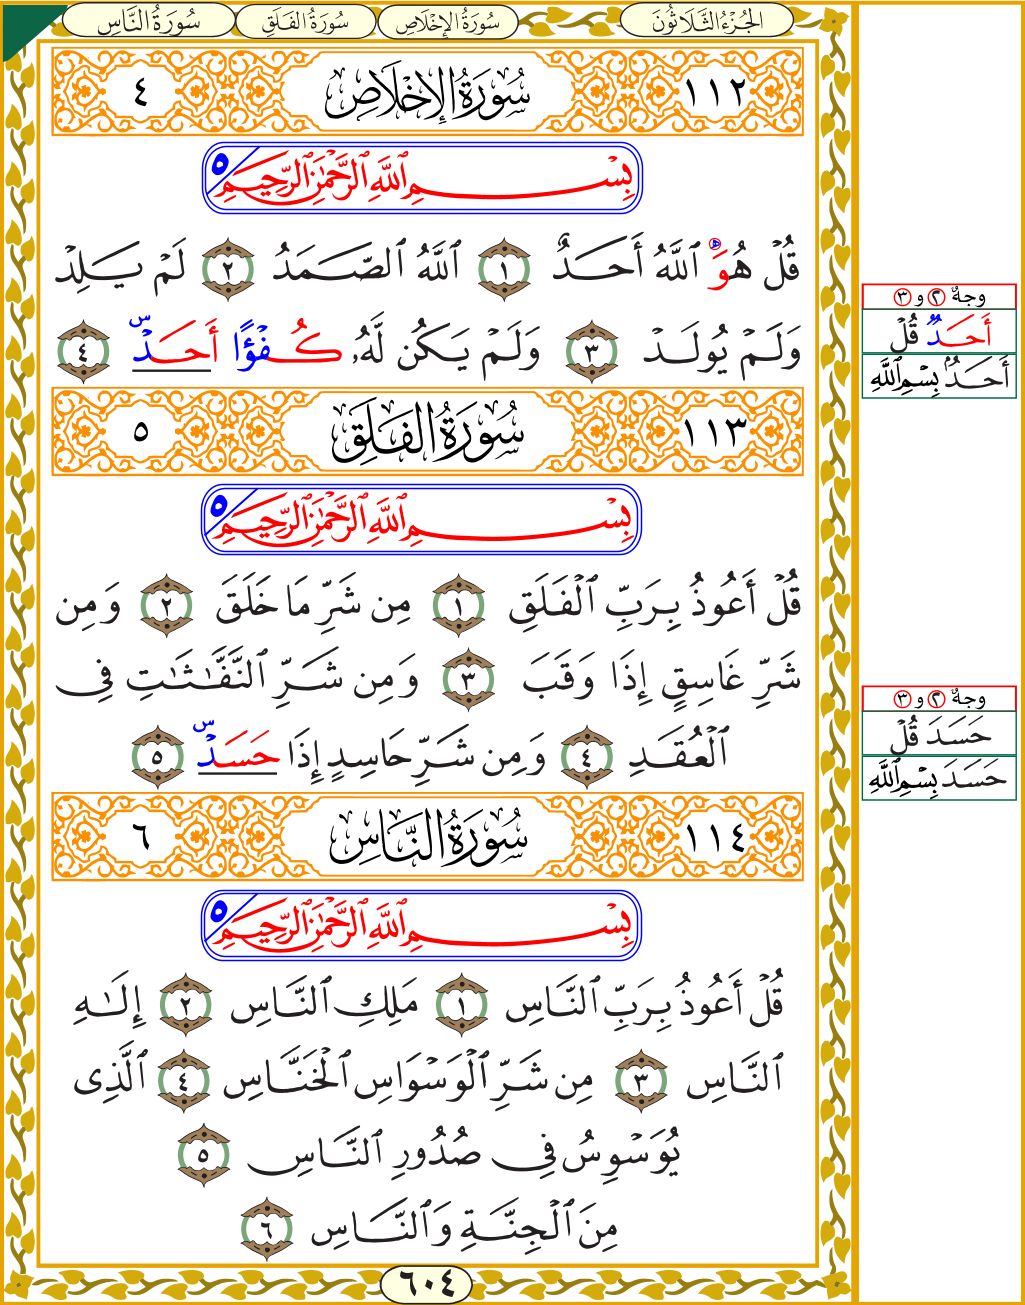 الجُزْءُ الثَّلَاثُونَ
سُورَةُ الإِخْلَاصِ
سُورَةُ الفَلَقِ
سُورَةُ النَّاسِ
١١٢ سُورَةُ الإِخْلَاصِ ٤
بِسْمِ ٱللَّهِ ٱلرَّحْمَٰنِ ٱلرَّحِيمِ ٥
قُلْ هُوَ ٱللَّهُ أَحَدٌ ١ ٱللَّهُ ٱلصَّمَدُ ٢ لَمْ يَلِدْ
وَلَمْ يُولَدْ ٣ وَلَمْ يَكُن لَّهُۥ كُفْؤًا أَحَدْ س ٤
١١٣ سُورَةُ الفَلَقِ ٥
بِسْمِ ٱللَّهِ ٱلرَّحْمَٰنِ ٱلرَّحِيمِ ٥
قُلْ أَعُوذُ بِرَبِّ ٱلْفَلَقِ ١ مِن شَرِّ مَا خَلَقَ ٢ وَمِن
شَرِّ غَاسِقٍ إِذَا وَقَبَ ٣ وَمِن شَرِّ ٱلنَّفَّٰثَٰتِ فِى
ٱلْعُقَدِ ٤ وَمِن شَرِّ حَاسِدٍ إِذَا حَسَدْ س ٥
١١٤ سُورَةُ النَّاسِ ٦
بِسْمِ ٱللَّهِ ٱلرَّحْمَٰنِ ٱلرَّحِيمِ ٥
قُلْ أَعُوذُ بِرَبِّ ٱلنَّاسِ ١ مَلِكِ ٱلنَّاسِ ٢ إِلَٰهِ
ٱلنَّاسِ ٣ مِن شَرِّ ٱلْوَسْوَاسِ ٱلْخَنَّاسِ ٤ ٱلَّذِى
يُوَسْوِسُ فِى صُدُورِ ٱلنَّاسِ ٥
مِنَ ٱلْجِنَّةِ وَٱلنَّاسِ ٦
٦٠٤
وجهٌ ٢ و ٣
أَحَدٌ قُلْ
أَحَدٌ بِسْمِ اللَّهِ
وجهٌ ٢ و ٣
حَسَدَ قُلْ
حَسَدَ بِسْمِ اللَّهِ